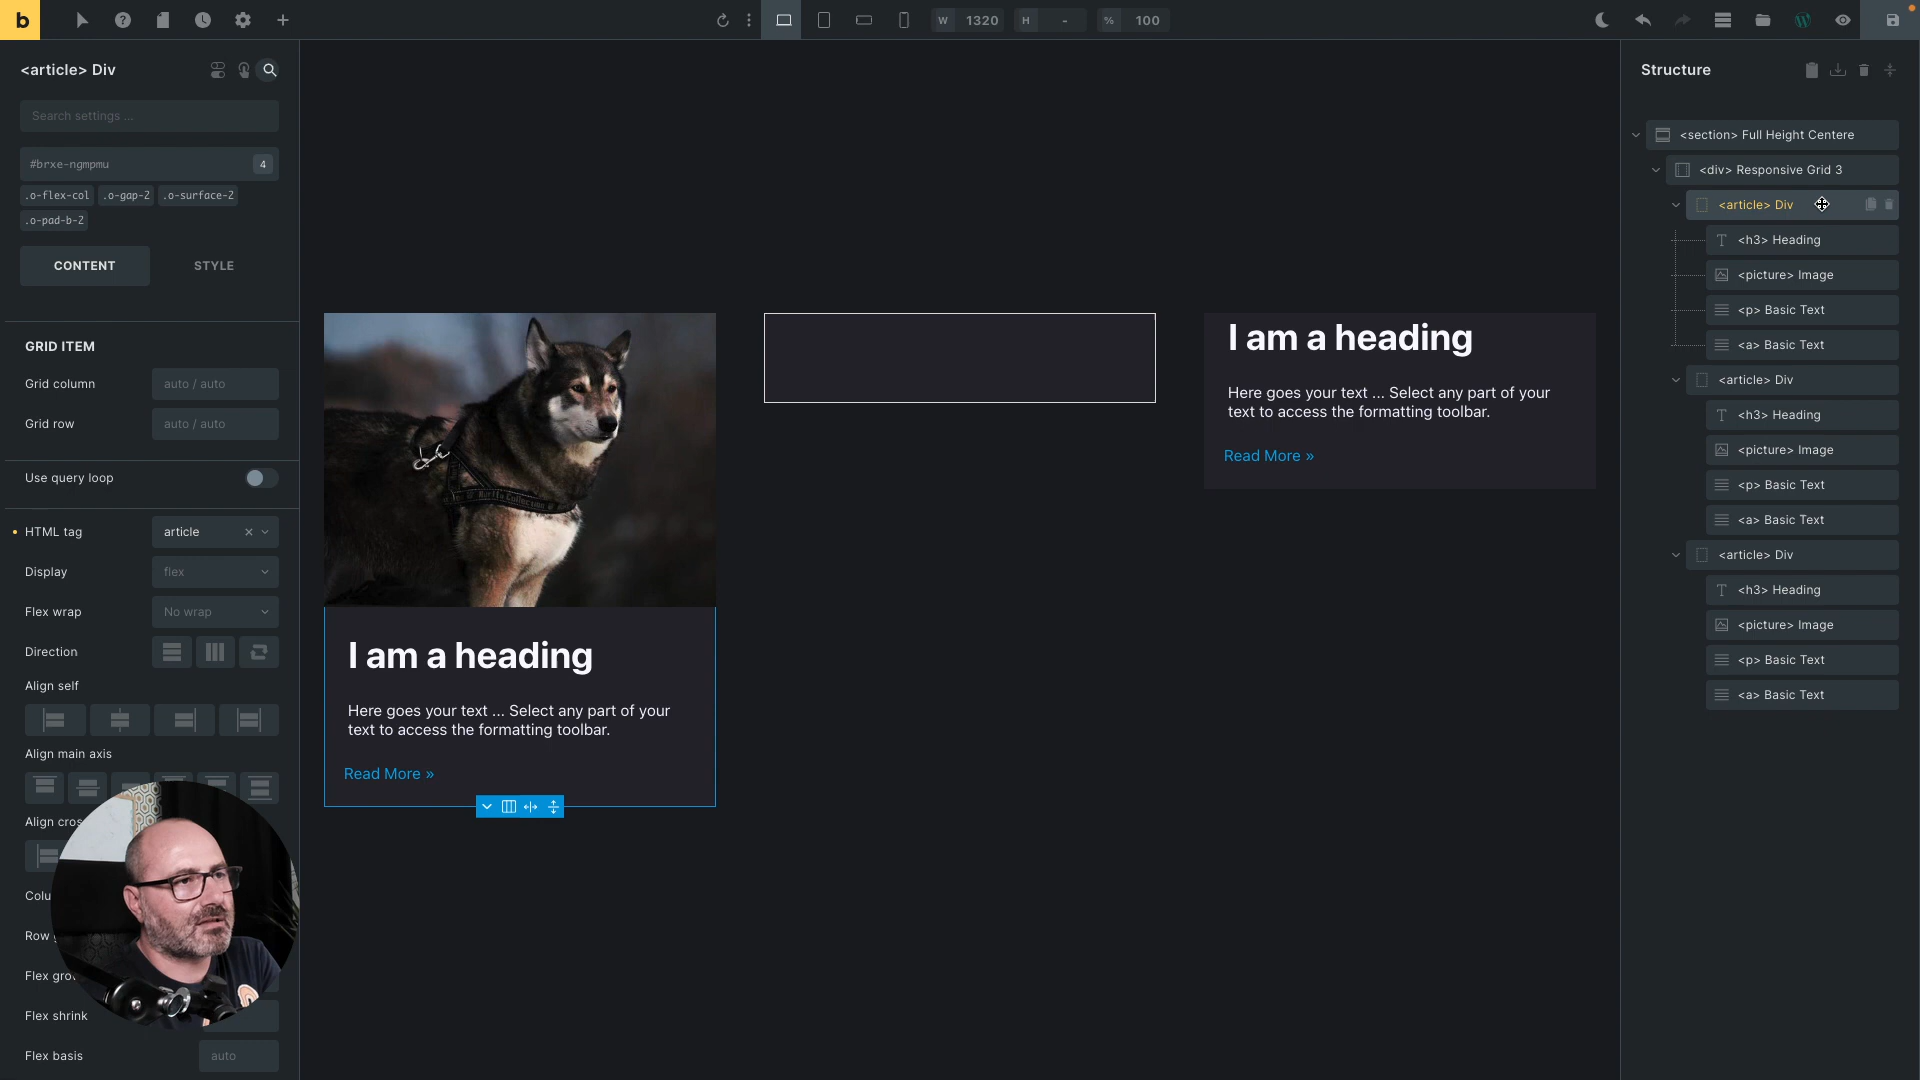 b
W 1320 H - % 100
<article> Div
Search settings ...
#brxe-ngmpmu 4
.o-flex-col .o-gap-2 .o-surface-2
.o-pad-b-2
CONTENT STYLE
GRID ITEM
Grid column auto / auto
Grid row auto / auto
Use query loop
HTML tag article
Display flex
Flex wrap No wrap
Direction
Align self
Align main axis
Align cros
Colu
Row
Flex gro
Flex shrink
Flex basis auto
I am a heading
Here goes your text ... Select any part of your
text to access the formatting toolbar.
Read More »
I am a heading
Here goes your text ... Select any part of your
text to access the formatting toolbar.
Read More »
Structure
<section> Full Height Centere
<div> Responsive Grid 3
<article> Div
<h3> Heading
<picture> Image
<p> Basic Text
<a> Basic Text
<article> Div
<h3> Heading
<picture> Image
<p> Basic Text
<a> Basic Text
<article> Div
<h3> Heading
<picture> Image
<p> Basic Text
<a> Basic Text